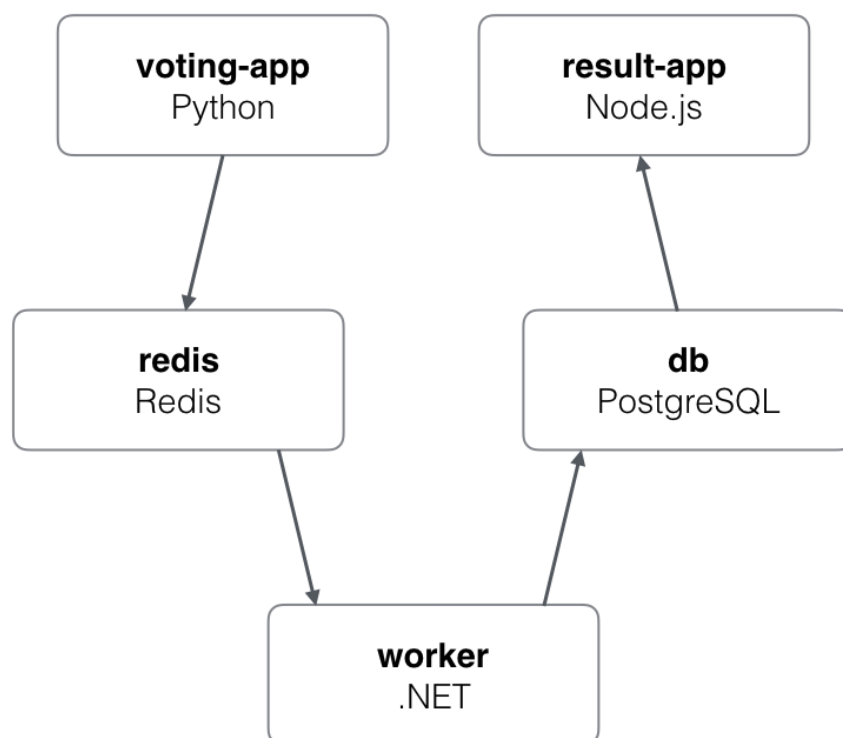 voting-app
Python
result-app
Node.js
redis
Redis
db
PostgreSQL
worker
.NET